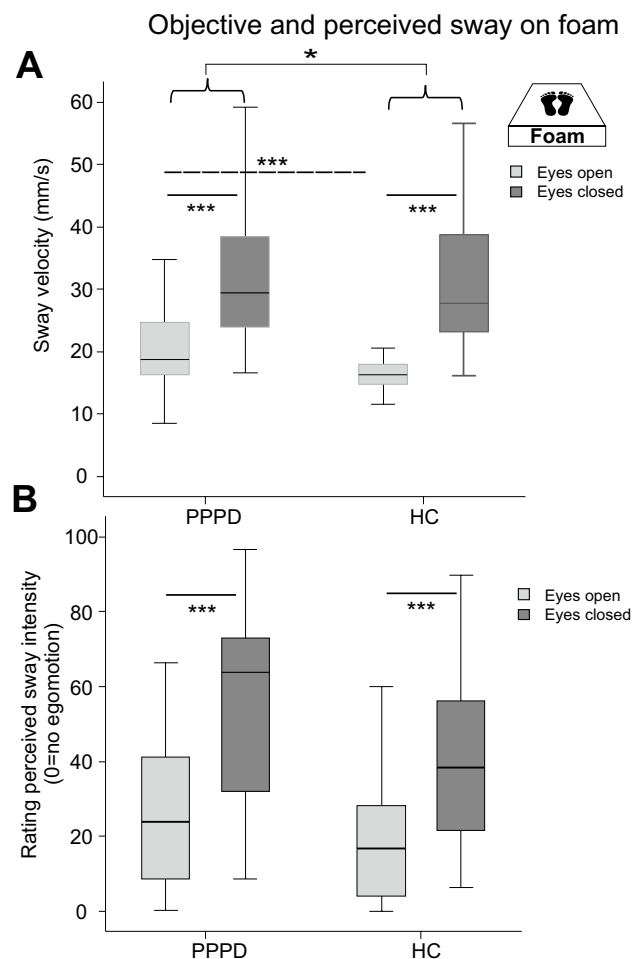 Objective and perceived sway on foam
A
*
60
50
40
30
20
10
0
Sway velocity (mm/s)
***
***
***
Foam
Eyes open
Eyes closed
PPPD
HC
B
100
80
60
40
20
0
Rating perceived sway intensity
((0=no egomotion)
***
***
Eyes open
Eyes closed
PPPD
HC